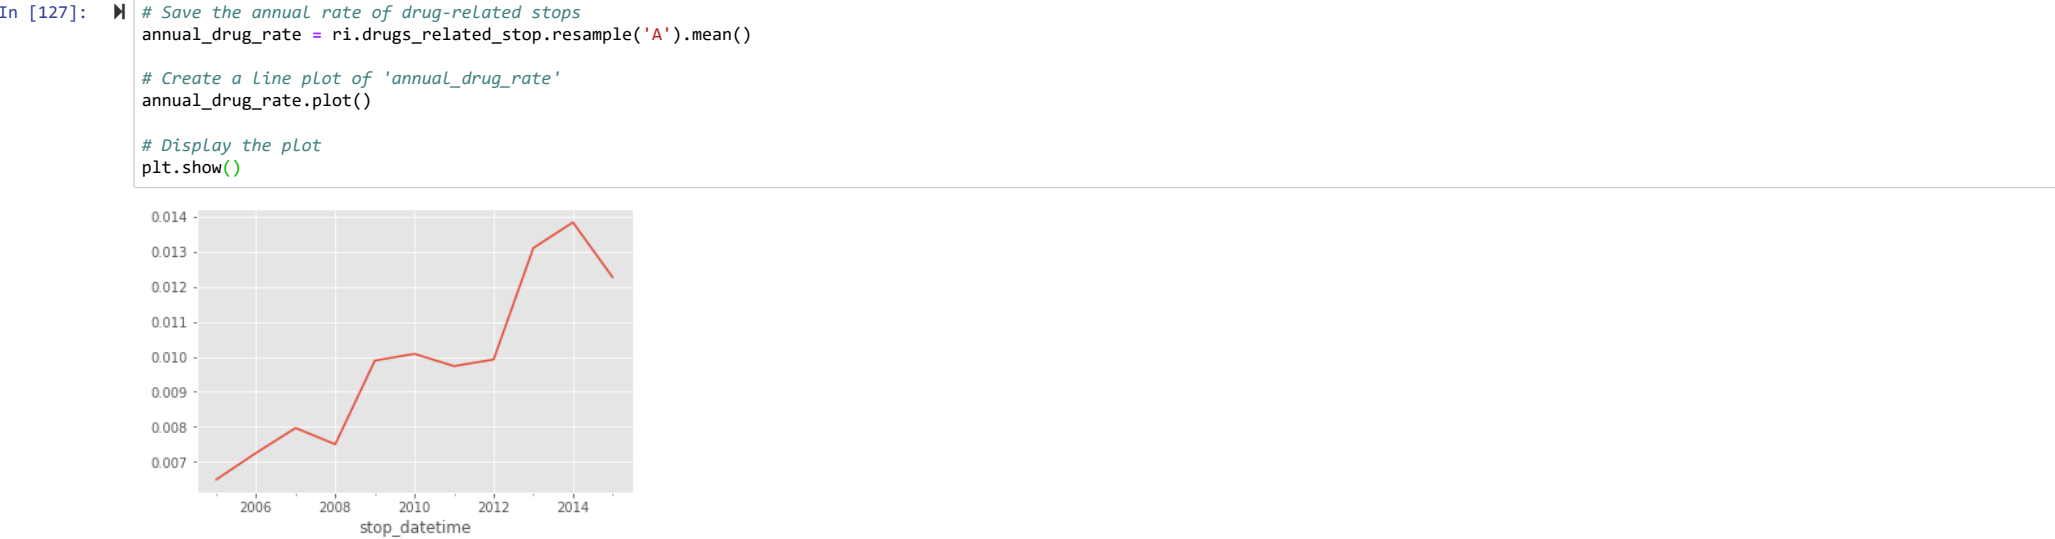 In [127]:
# Save the annual rate of drug-related stops
annual_drug_rate = ri.drugs_related_stop.resample('A').mean()
# Create a line plot of 'annual_drug_rate'
annual_drug_rate.plot()
# Display the plot
plt.show()
0.014
0.013
0.012
0.011
0.010
0.009
0.008
0.007
2006 2008 2010 2012 2014
stop_datetime